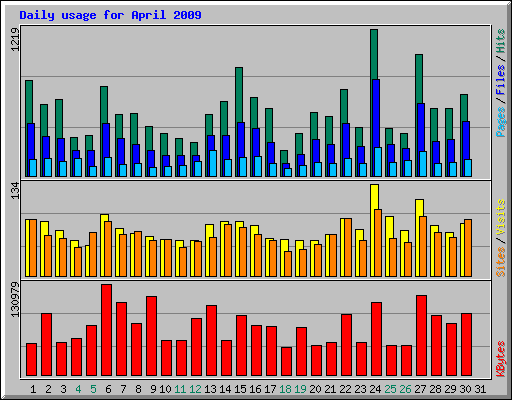 Daily usage for April 2009
1219
Pages / Files / Hits
134
Sites / Visits
130979
KBytes
1 2 3 4 5 6 7 8 9 10 11 12 13 14 15 16 17 18 19 20 21 22 23 24 25 26 27 28 29 30 31